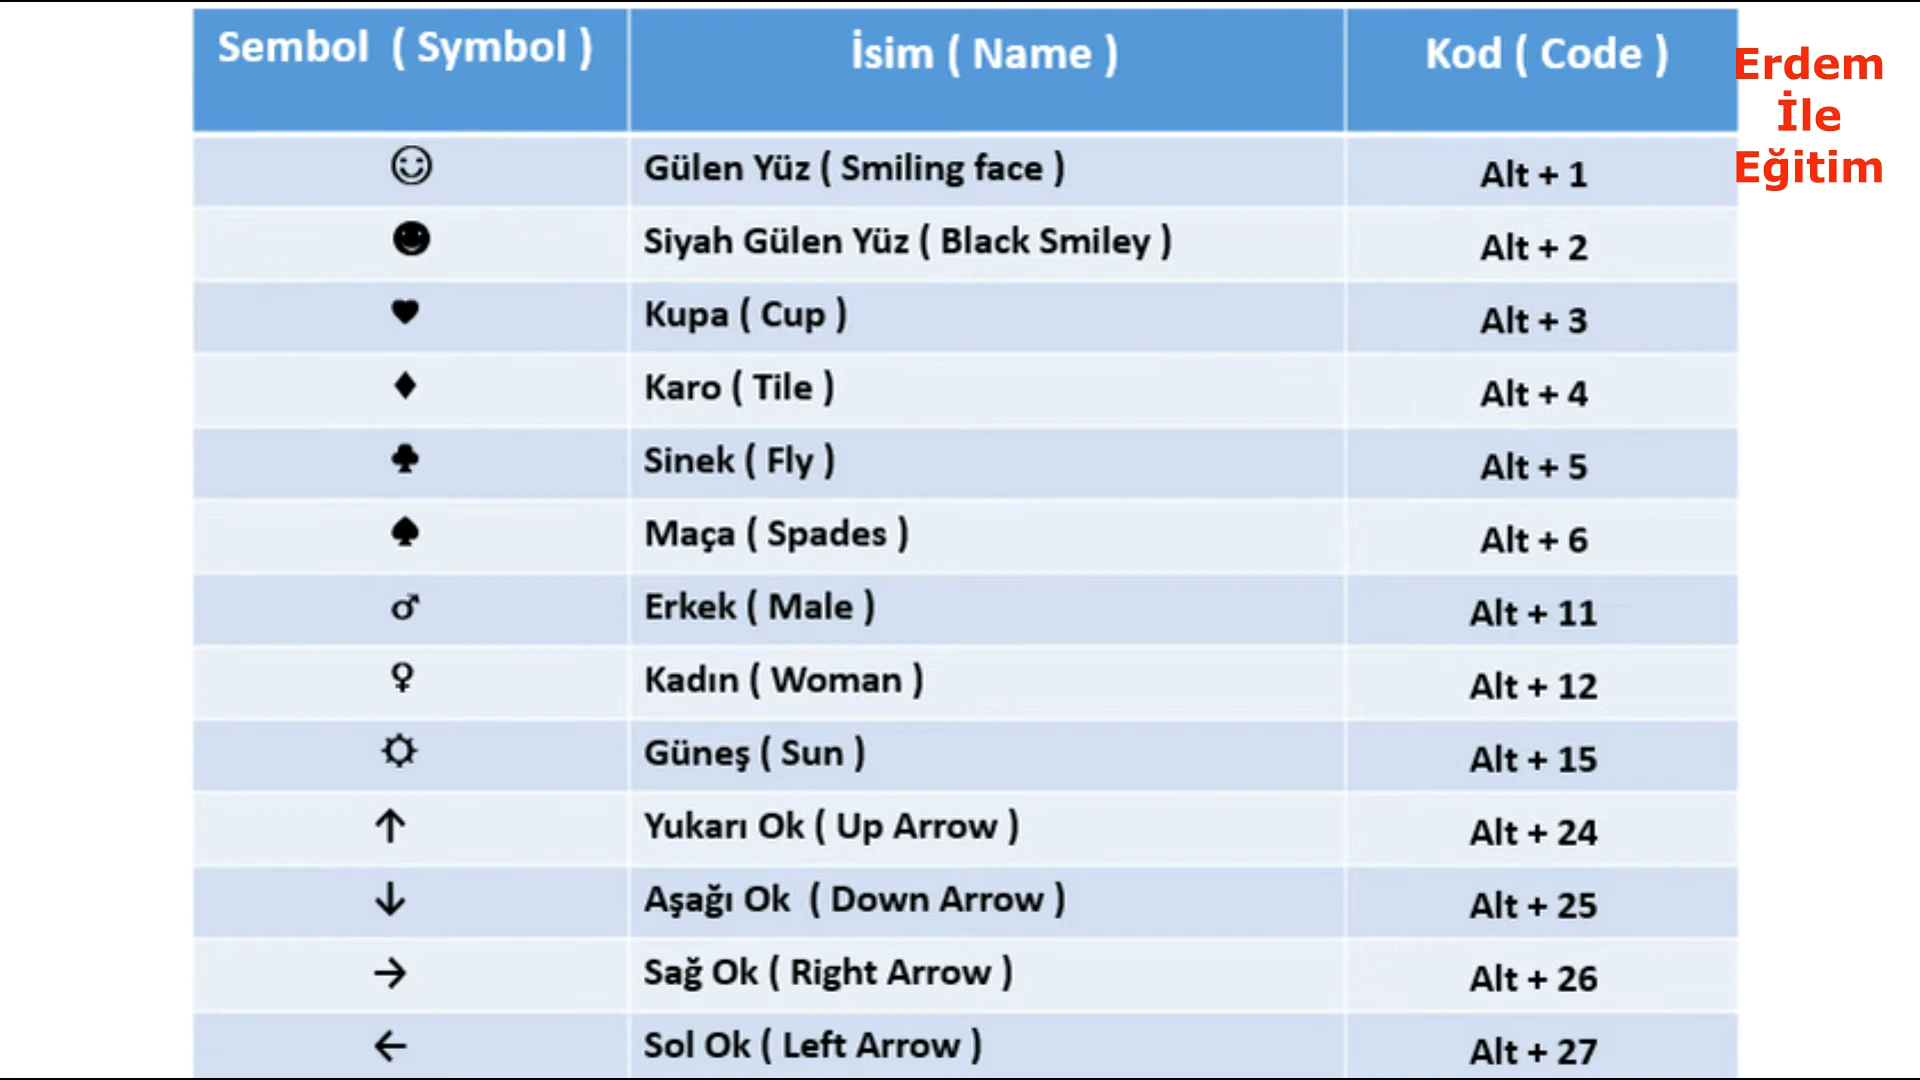 Sembol ( Symbol ) İsim ( Name ) Kod ( Code )
Erdem
İle
Eğitim
☺ Gülen Yüz ( Smiling face ) Alt + 1
☻ Siyah Gülen Yüz ( Black Smiley ) Alt + 2
♥ Kupa ( Cup ) Alt + 3
♦ Karo ( Tile ) Alt + 4
♣ Sinek ( Fly ) Alt + 5
♠ Maça ( Spades ) Alt + 6
♂ Erkek ( Male ) Alt + 11
♀ Kadın ( Woman ) Alt + 12
☼ Güneş ( Sun ) Alt + 15
↑ Yukarı Ok ( Up Arrow ) Alt + 24
↓ Aşağı Ok ( Down Arrow ) Alt + 25
→ Sağ Ok ( Right Arrow ) Alt + 26
← Sol Ok ( Left Arrow ) Alt + 27